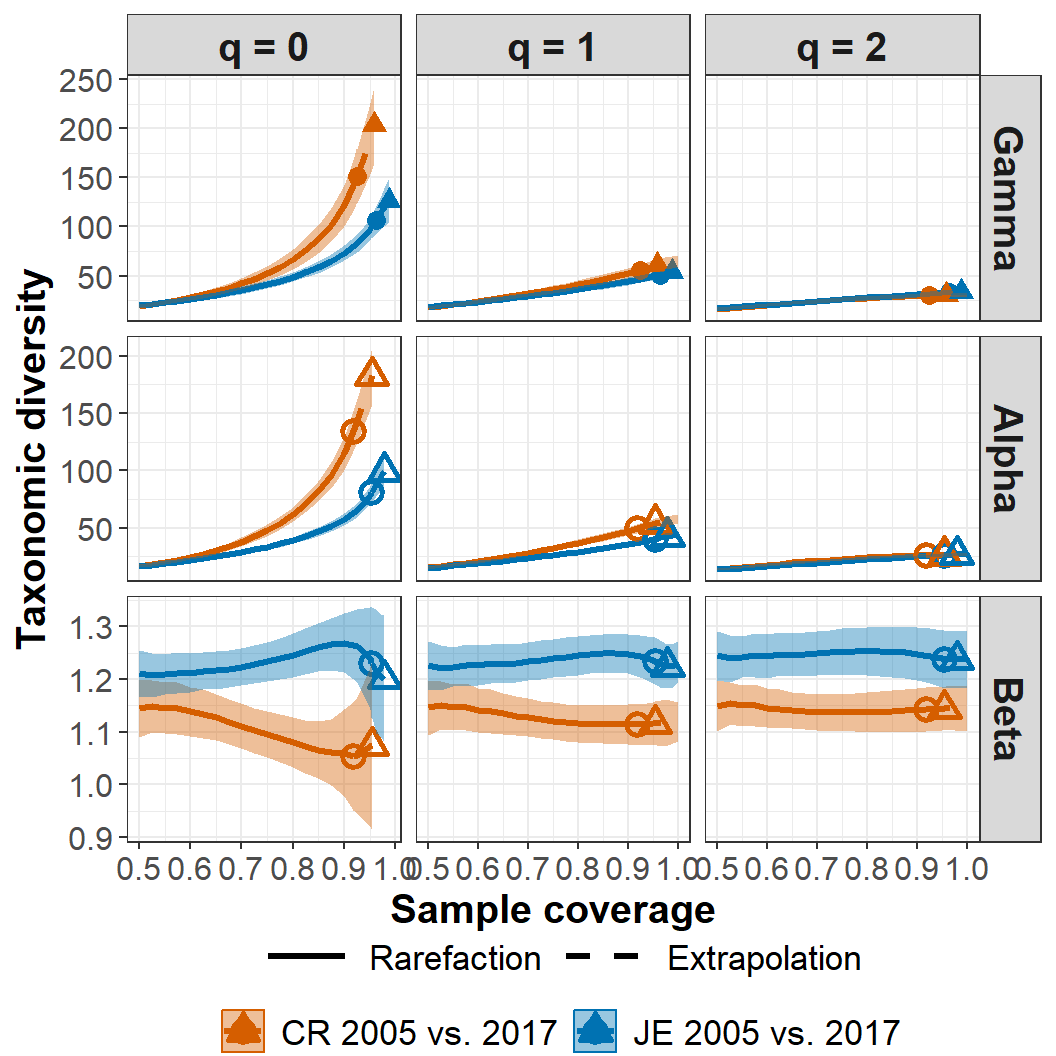 q = 0
q = 1
q = 2
250
200
150
100
50
Gamma
200
150
100
50
Alpha
1.3
1.2
1.1
1.0
0.9
Beta
Taxonomic diversity
0.5 0.6 0.7 0.8 0.9 1.0
0.5 0.6 0.7 0.8 0.9 1.0
0.5 0.6 0.7 0.8 0.9 1.0
Sample coverage
Rarefaction
Extrapolation
CR 2005 vs. 2017
JE 2005 vs. 2017